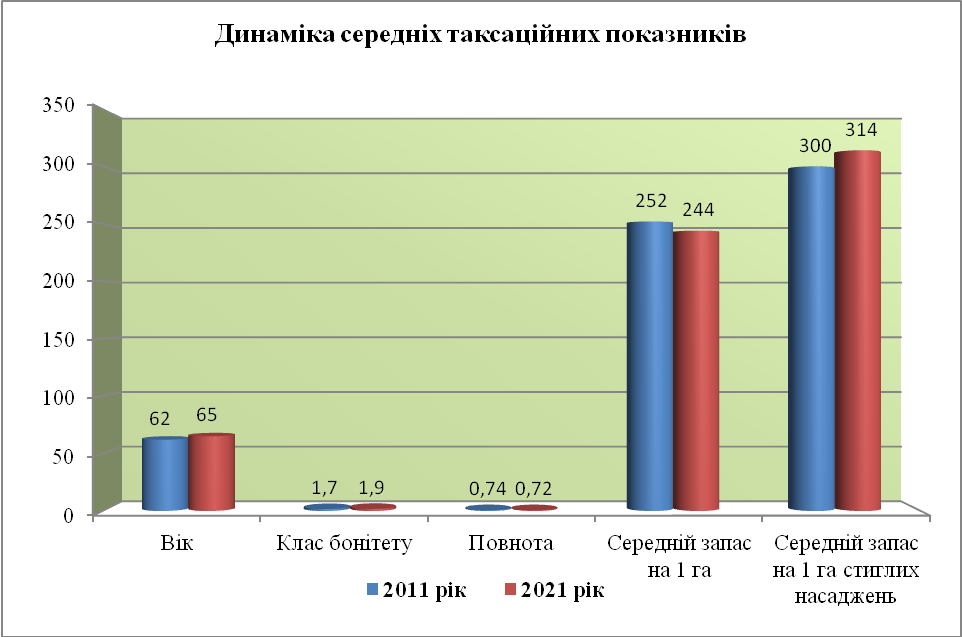 Динаміка середніх таксаційних показників
350
300
250
200
150
100
50
0
62
65
1,7
1,9
0,74
0,72
252
244
300
314
Вік
Клас бонітету
Повнота
Середній запас
на 1 га
Середній запас
на 1 га стиглих
насаджень
2011 рік
2021 рік